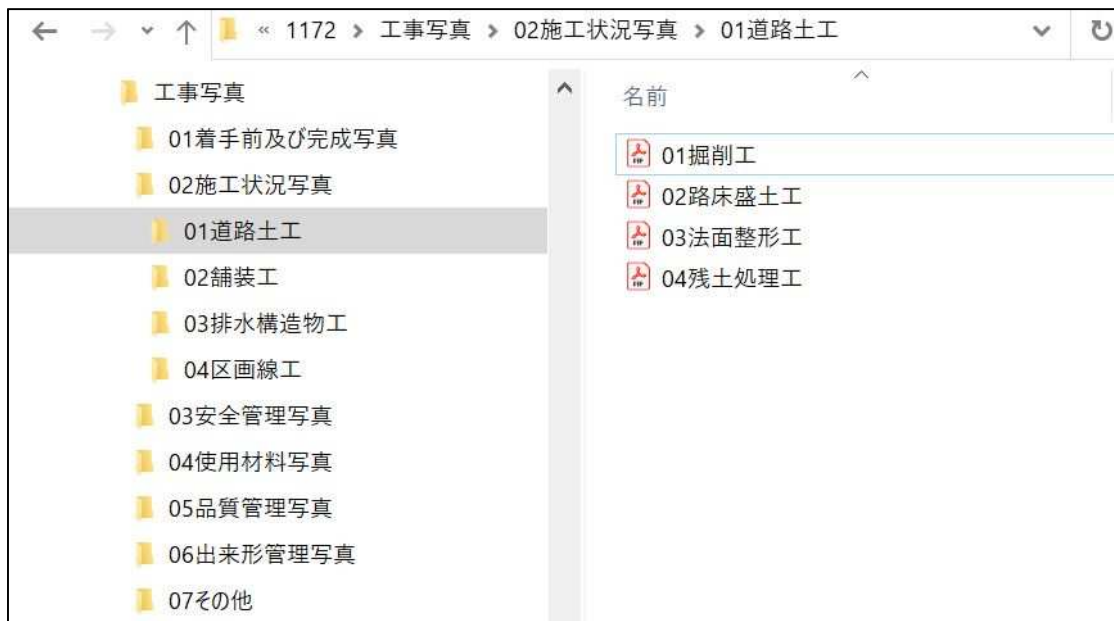 « 1172 > 工事写真 > 02施工状況写真 > 01道路土工
工事写真
01着手前及び完成写真
02施工状況写真
01道路土工
02舗装工
03排水構造物工
04区画線工
03安全管理写真
04使用材料写真
05品質管理写真
06出来形管理写真
07その他
名前
01掘削工
02路床盛土工
03法面整形工
04残土処理工